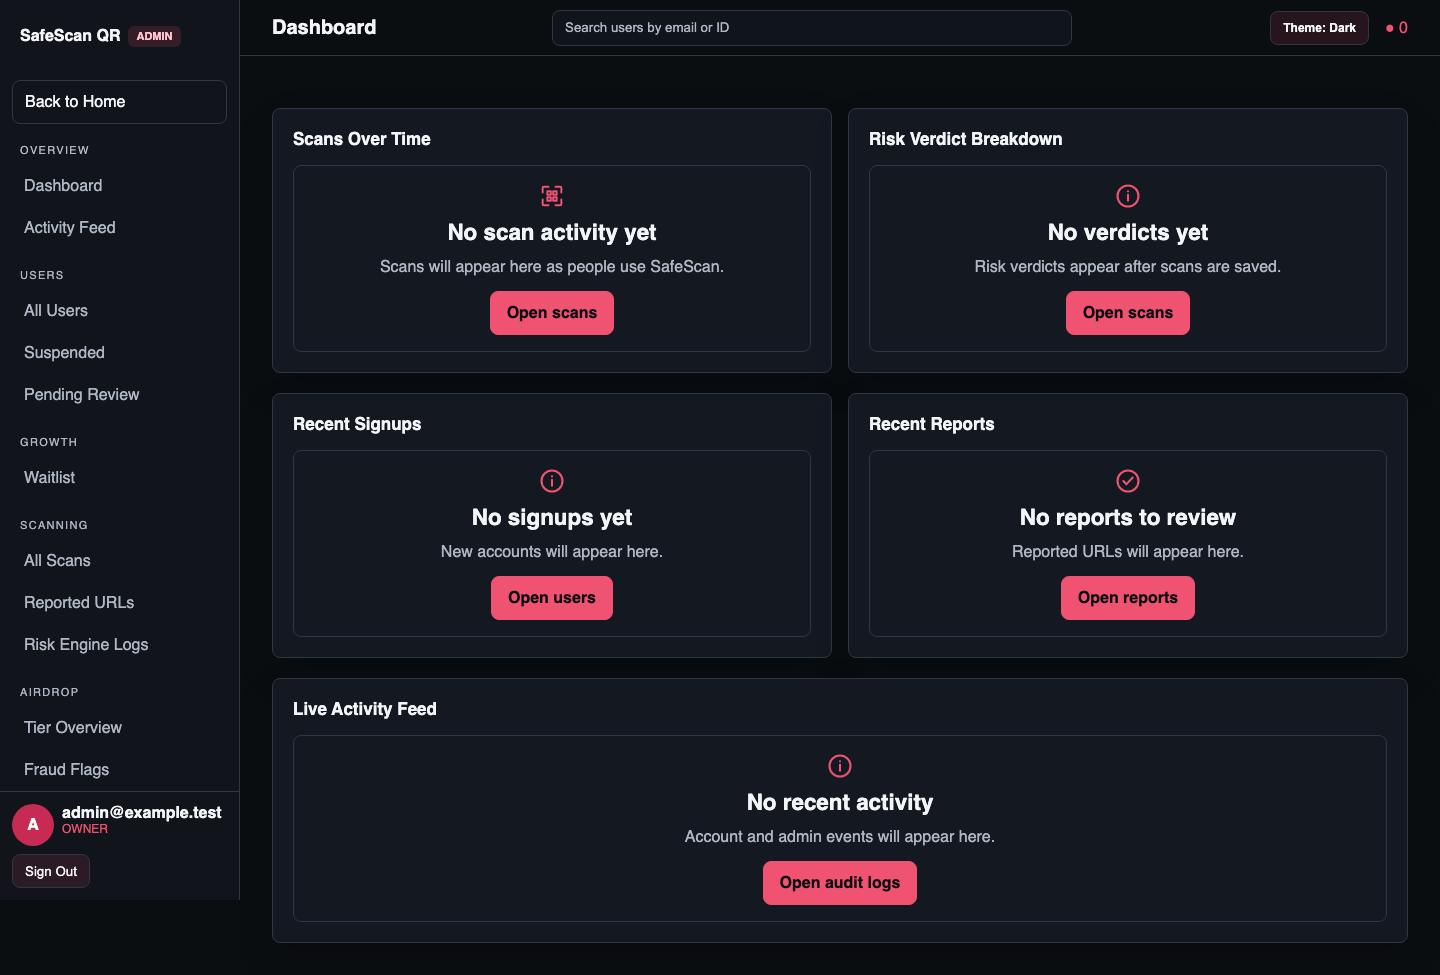 SafeScan QR ADMIN
Back to Home
OVERVIEW
Dashboard
Activity Feed
USERS
All Users
Suspended
Pending Review
GROWTH
Waitlist
SCANNING
All Scans
Reported URLs
Risk Engine Logs
AIRDROP
Tier Overview
Fraud Flags
A
admin@example.test
OWNER
Sign Out
Dashboard
Search users by email or ID
Theme: Dark
0
Scans Over Time
No scan activity yet
Scans will appear here as people use SafeScan.
Open scans
Risk Verdict Breakdown
No verdicts yet
Risk verdicts appear after scans are saved.
Open scans
Recent Signups
No signups yet
New accounts will appear here.
Open users
Recent Reports
No reports to review
Reported URLs will appear here.
Open reports
Live Activity Feed
No recent activity
Account and admin events will appear here.
Open audit logs